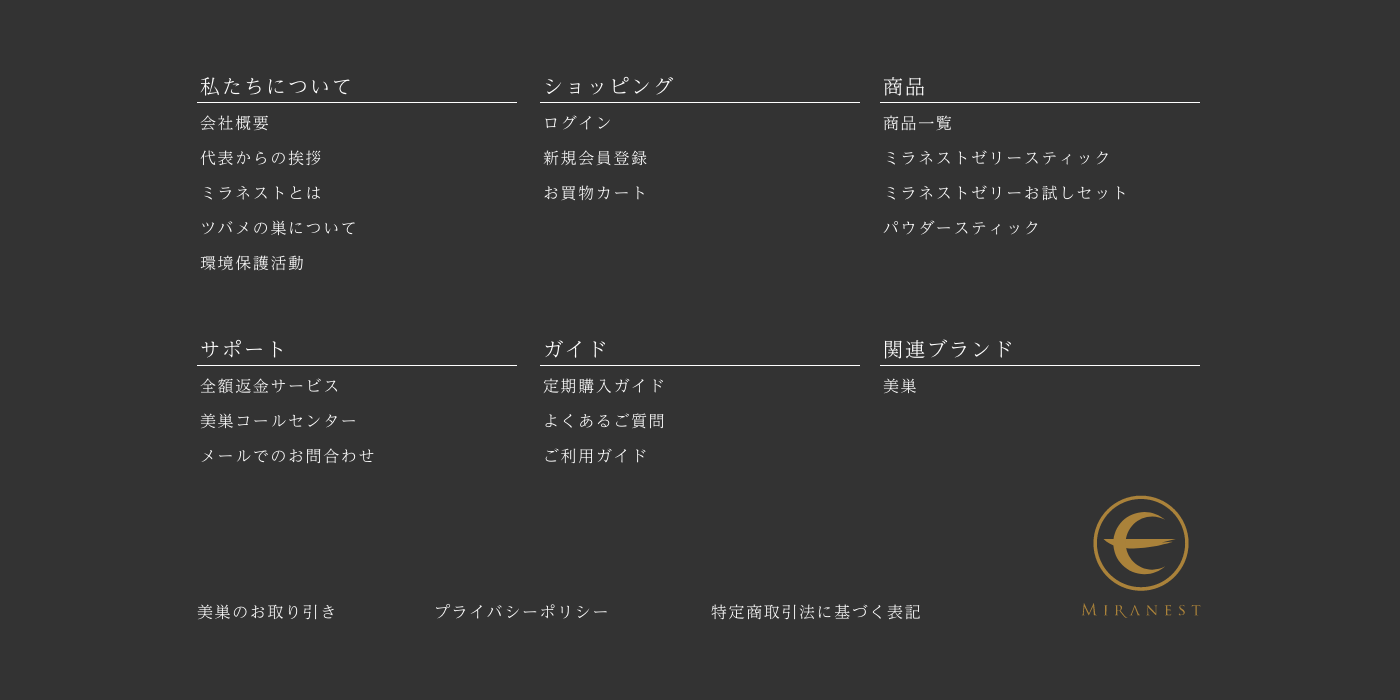 私たちについて
会社概要
代表からの挨拶
ミラネストとは
ツバメの巣について
環境保護活動
ショッピング
ログイン
新規会員登録
お買物カート
商品
商品一覧
ミラネストゼリースティック
ミラネストゼリーお試しセット
パウダースティック
サポート
全額返金サービス
美巣コールセンター
メールでのお問合わせ
ガイド
定期購入ガイド
よくあるご質問
ご利用ガイド
関連ブランド
美巣
美巣のお取り引き
プライバシーポリシー
特定商取引法に基づく表記
MIRANEST